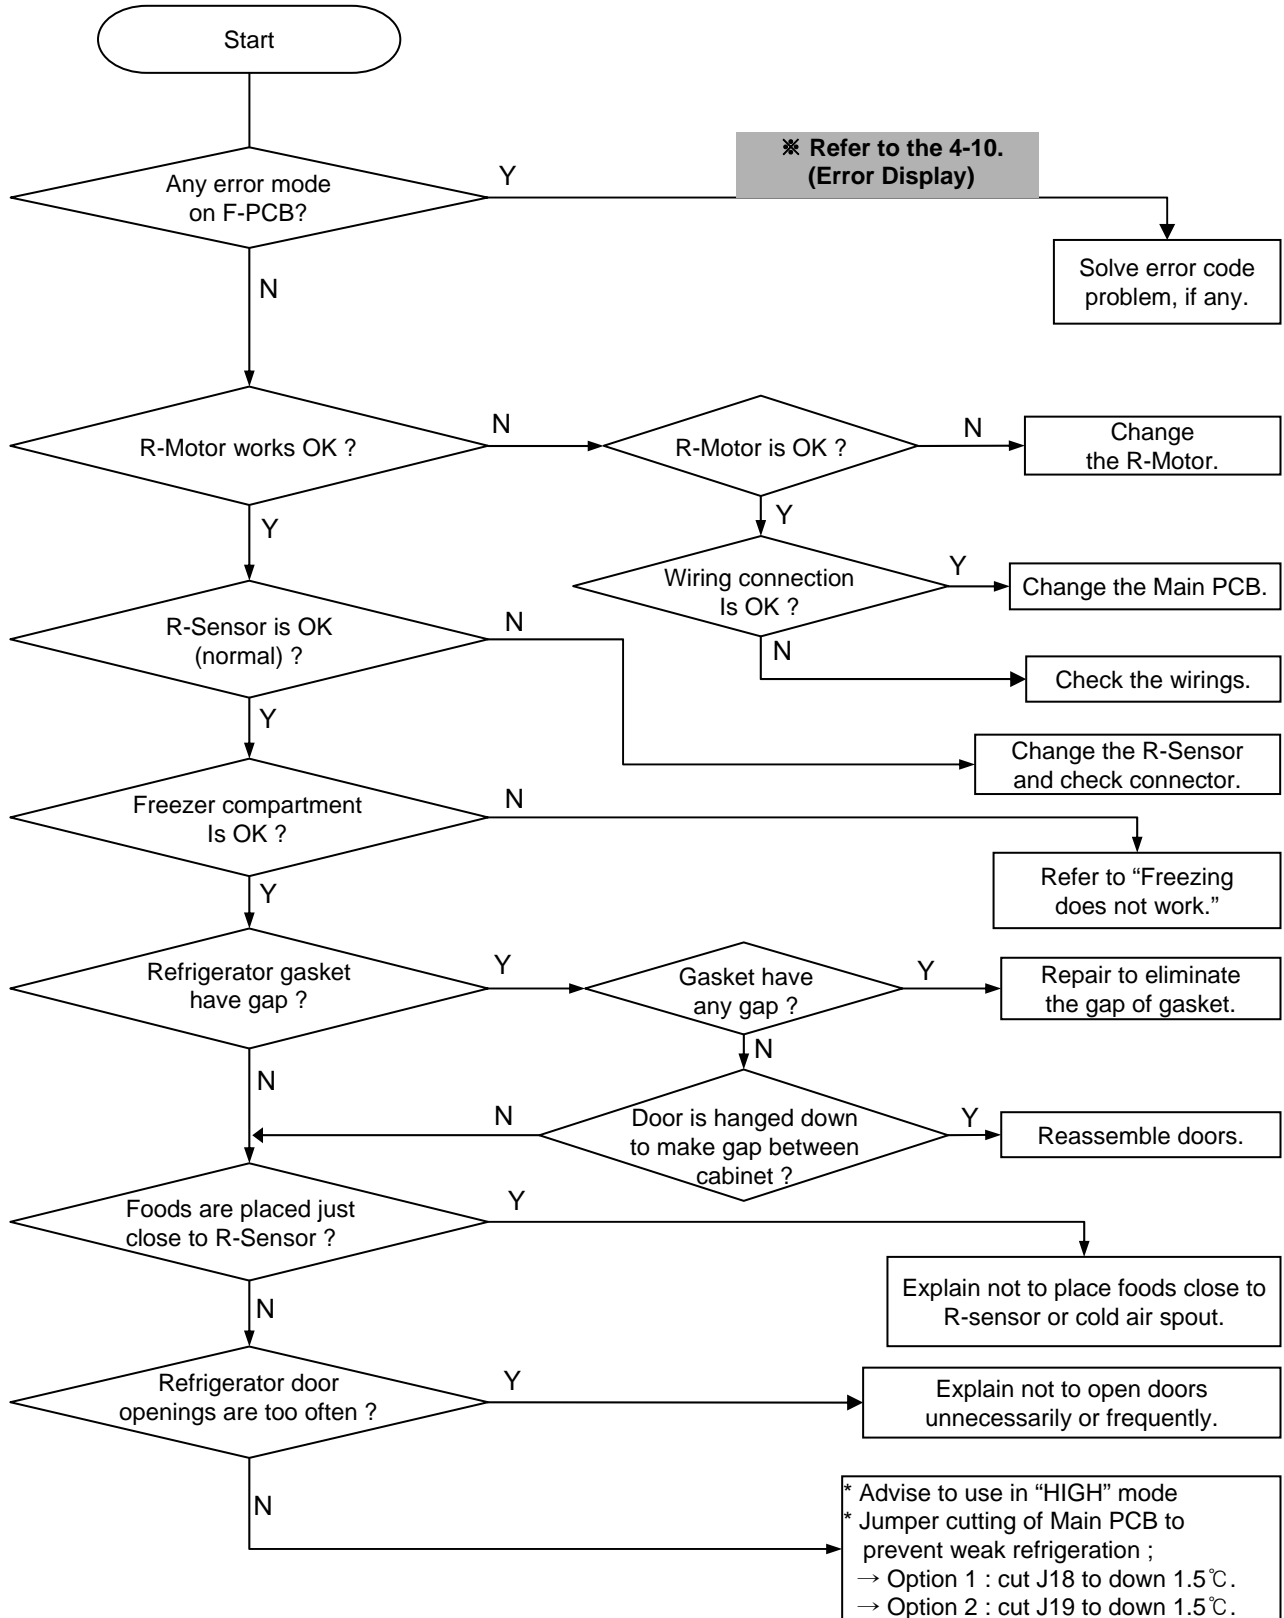 Start
Any error mode
on F-PCB?
Y
※ Refer to the 4-10.
(Error Display)
Solve error code
problem, if any.
N
R-Motor works OK ?
N
R-Motor is OK ?
N
Change
the R-Motor.
Y
Y
Wiring connection
Is OK ?
Y
Change the Main PCB.
N
Check the wirings.
R-Sensor is OK
(normal) ?
N
Change the R-Sensor
and check connector.
Y
Freezer compartment
Is OK ?
N
Refer to “Freezing
does not work.”
Y
Refrigerator gasket
have gap ?
Y
Gasket have
any gap ?
Y
Repair to eliminate
the gap of gasket.
N
N
Door is hanged down
to make gap between
cabinet ?
N
Y
Reassemble doors.
Foods are placed just
close to R-Sensor ?
Y
Explain not to place foods close to
R-sensor or cold air spout.
N
Refrigerator door
openings are too often ?
Y
Explain not to open doors
unnecessarily or frequently.
N
* Advise to use in “HIGH” mode
* Jumper cutting of Main PCB to
prevent weak refrigeration ;
→ Option 1 : cut J18 to down 1.5℃.
→ Option 2 : cut J19 to down 1.5℃.